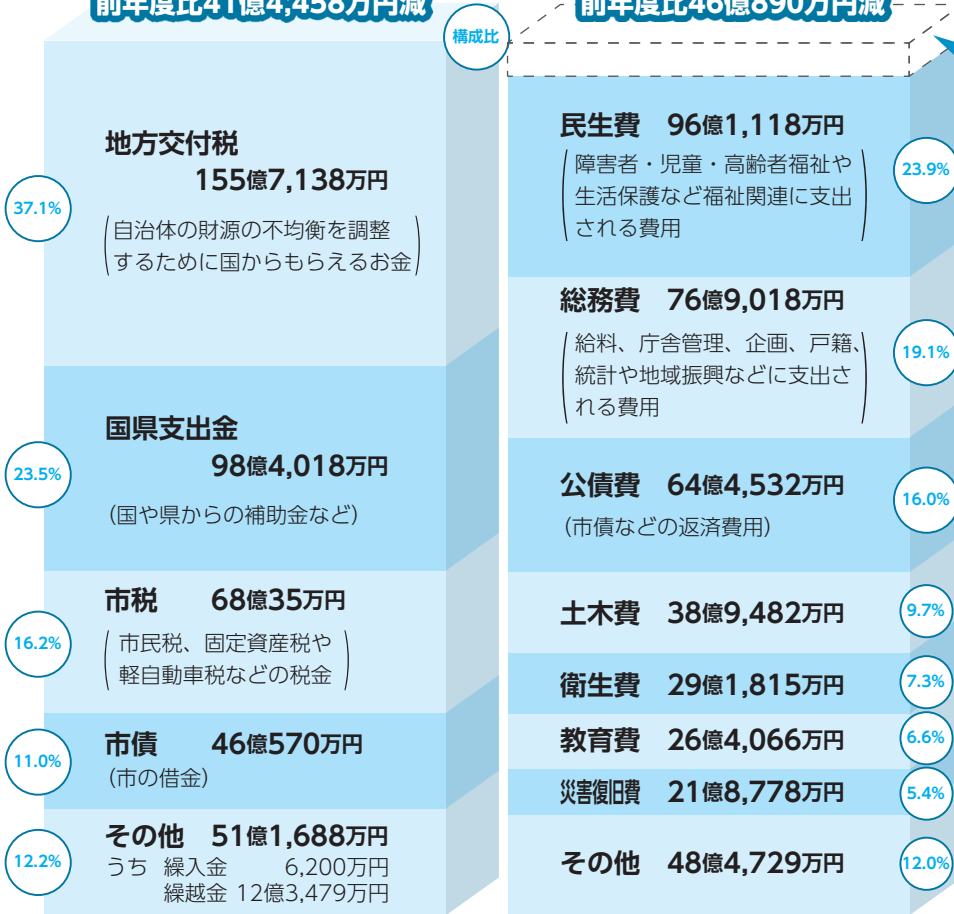 前年度比41億4,458万円減
構成比
地方交付税
155億7,138万円
37.1%
(自治体の財源の不均衡を調整
するために国からもらえるお金)
国県支出金
98億4,018万円
23.5%
(国や県からの補助金など)
市税 68億35万円
16.2%
(市民税、固定資産税や
軽自動車税などの税金)
市債 46億570万円
11.0%
(市の借金)
その他 51億1,688万円
12.2%
うち 繰入金 6,200万円
繰越金 12億3,479万円
前年度比46億890万円減
民生費 96億1,118万円
23.9%
(障害者・児童・高齢者福祉や
生活保護など福祉関連に支出
される費用)
総務費 76億9,018万円
19.1%
(給料、庁舎管理、企画、戸籍、
統計や地域振興などに支出さ
れる費用)
公債費 64億4,532万円
16.0%
(市債などの返済費用)
土木費 38億9,482万円
9.7%
衛生費 29億1,815万円
7.3%
教育費 26億4,066万円
6.6%
災害復旧費 21億8,778万円
5.4%
その他 48億4,729万円
12.0%